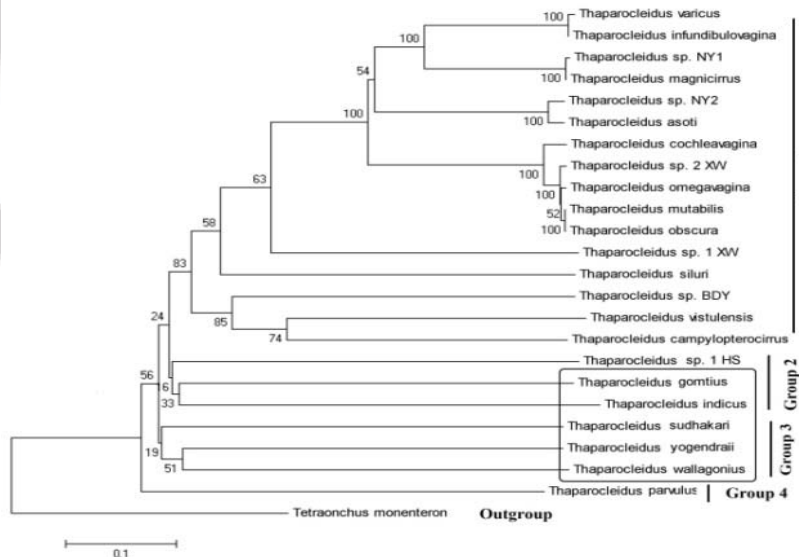 100 Thaparocleidus varicus
100 Thaparocleidus infundibulovagina
Thaparocleidus sp. NY1
54 100 Thaparocleidus magnicirrus
Thaparocleidus sp. NY2
100 100 Thaparocleidus asoti
Thaparocleidus cochleavagina
100 Thaparocleidus sp. 2 XW
63 100 Thaparocleidus omegavagina
52 Thaparocleidus mutabilis
58 100 Thaparocleidus obscura
Thaparocleidus sp. 1 XW
83 Thaparocleidus siluri
Thaparocleidus sp. BDY
24 85 Thaparocleidus vistulensis
74 Thaparocleidus campylopterocirrus
Thaparocleidus sp. 1 HS
56 6 Thaparocleidus gomtius
33 Thaparocleidus indicus
Group 2
Thaparocleidus sudhakari
19 Thaparocleidus yogendraii
51 Thaparocleidus wallagonius
Group 3
Thaparocleidus parvulus Group 4
Tetraonchus monenteron Outgroup
0.1